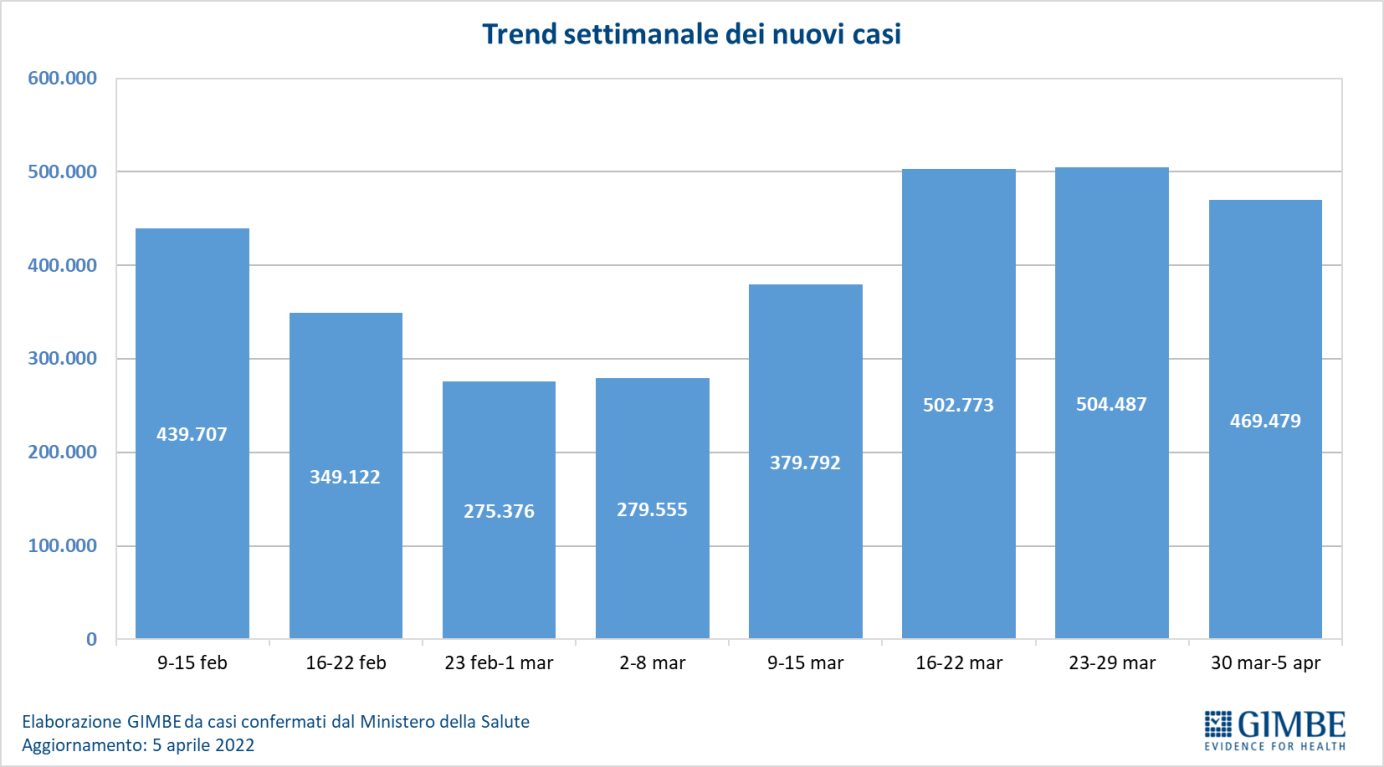 Trend settimanale dei nuovi casi
600.000
500.000
400.000
300.000
200.000
100.000
0
439.707
349.122
275.376
279.555
379.792
502.773
504.487
469.479
9-15 feb
16-22 feb
23 feb-1 mar
2-8 mar
9-15 mar
16-22 mar
23-29 mar
30 mar-5 apr
Elaborazione GIMBE da casi confermati dal Ministero della Salute
Aggiornamento: 5 aprile 2022
GIMBE
EVIDENCE FOR HEALTH